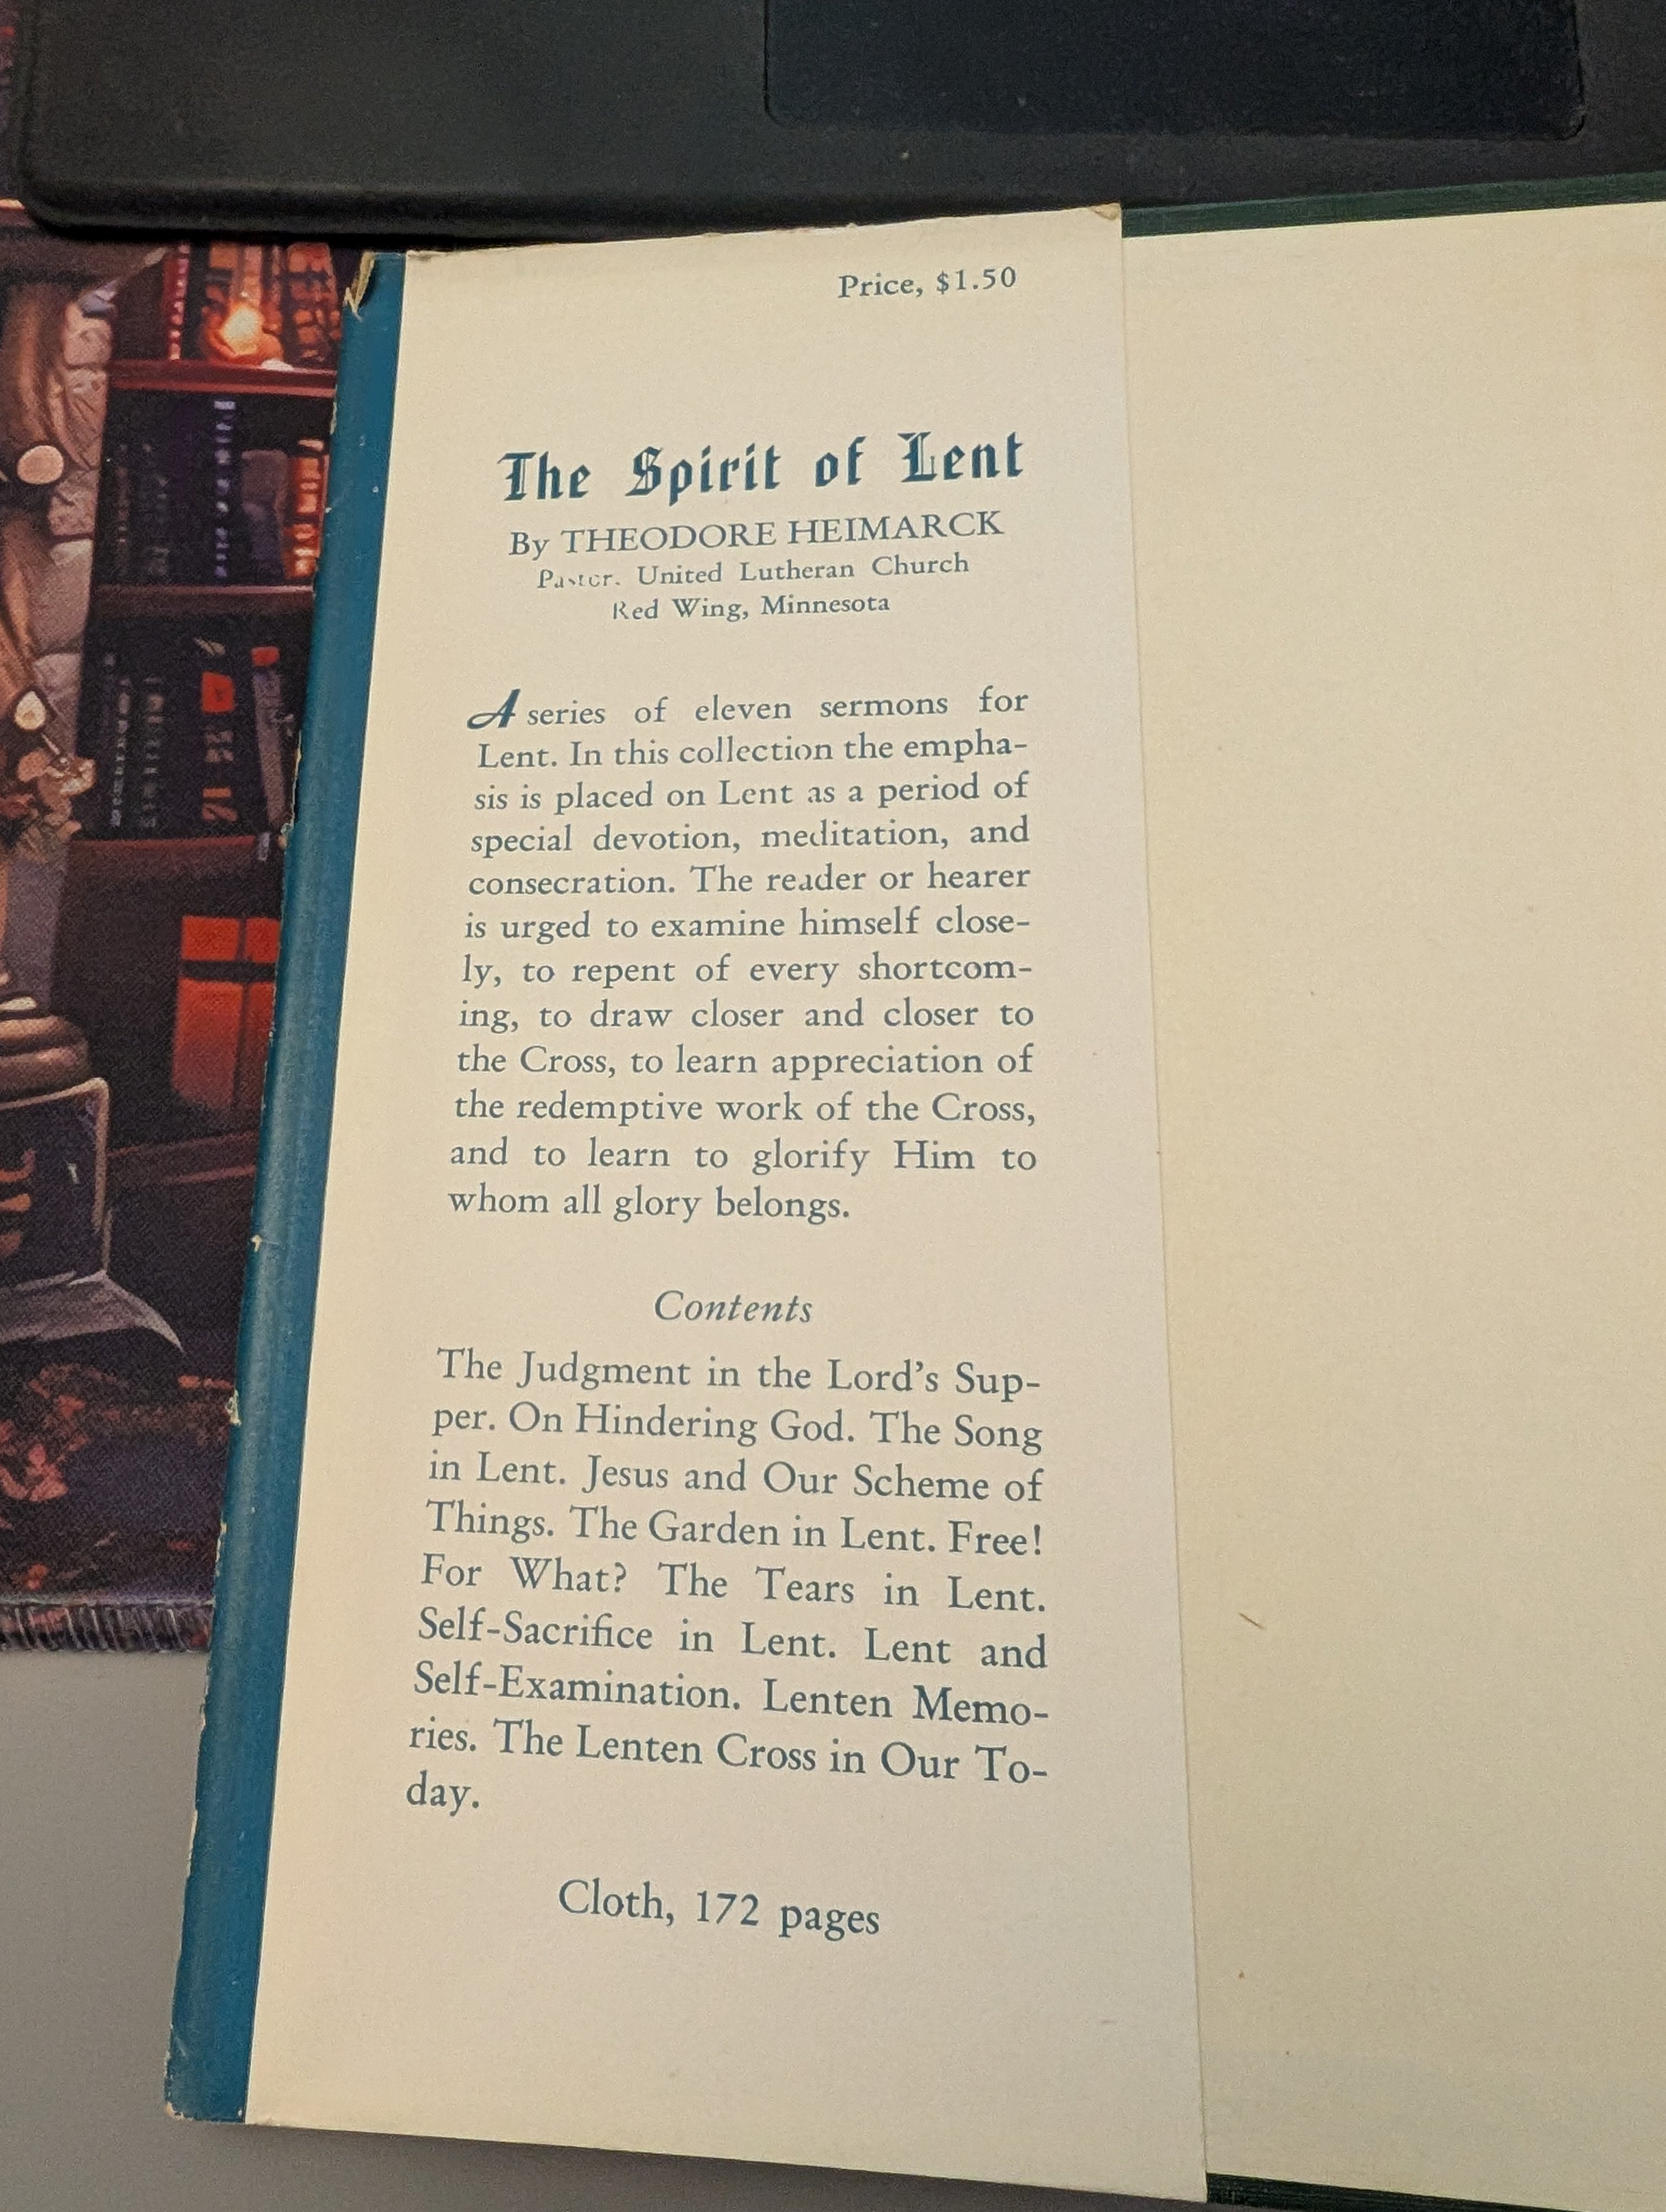 Price, $1.50
The Spirit of Lent
By THEODORE HEIMARCK
Pastor. United Lutheran Church
Red Wing, Minnesota
A series of eleven sermons for
Lent. In this collection the empha-
sis is placed on Lent as a period of
special devotion, meditation, and
consecration. The reader or hearer
is urged to examine himself close-
ly, to repent of every shortcom-
ing, to draw closer and closer to
the Cross, to learn appreciation of
the redemptive work of the Cross,
and to learn to glorify Him to
whom all glory belongs.
Contents
The Judgment in the Lord's Sup-
per. On Hindering God. The Song
in Lent. Jesus and Our Scheme of
Things. The Garden in Lent. Free!
For What? The Tears in Lent.
Self-Sacrifice in Lent. Lent and
Self-Examination. Lenten Memo-
ries. The Lenten Cross in Our To-
day.
Cloth, 172 pages